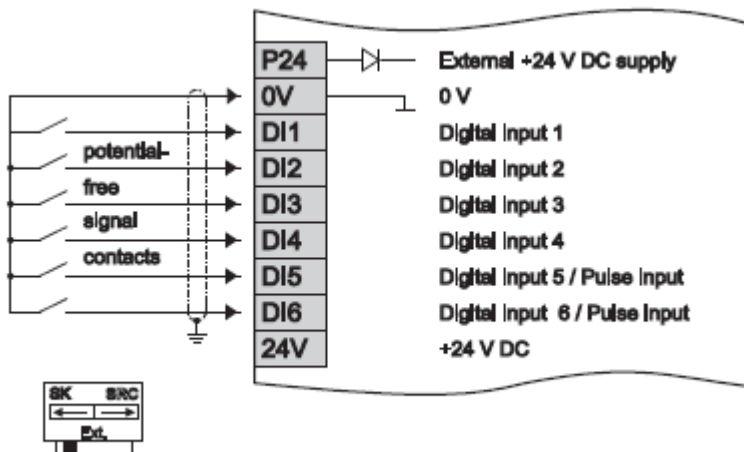 P24 External +24 V DC supply
0V 0 V
DI1 Digital Input 1
potential-
DI2 Digital Input 2
free
DI3 Digital Input 3
signal
DI4 Digital Input 4
contacts
DI5 Digital Input 5 / Pulse Input
DI6 Digital Input 6 / Pulse Input
24V +24 V DC
SK SRC
Ext.